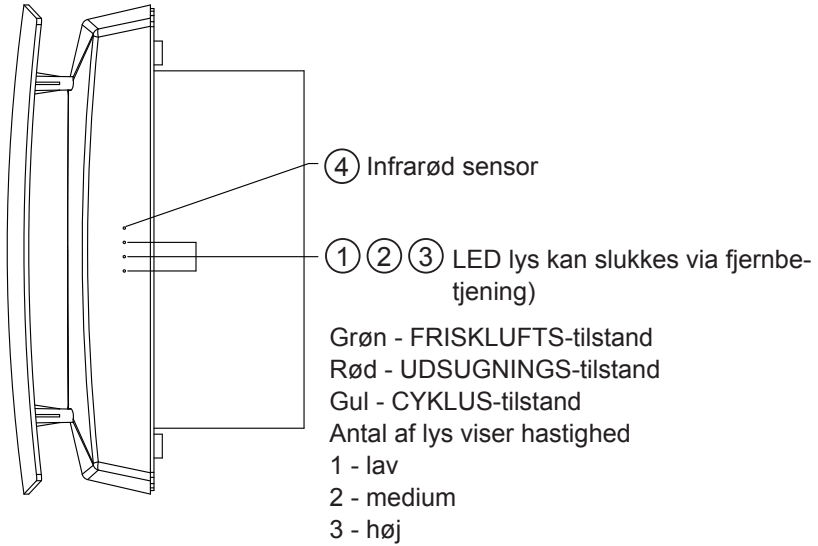 4 Infrarød sensor
1 2 3 LED lys kan slukkes via fjernbe-
tjening)
Grøn - FRISKLUFTS-tilstand
Rød - UDSUGNINGS-tilstand
Gul - CYKLUS-tilstand
Antal af lys viser hastighed
1 - lav
2 - medium
3 - høj